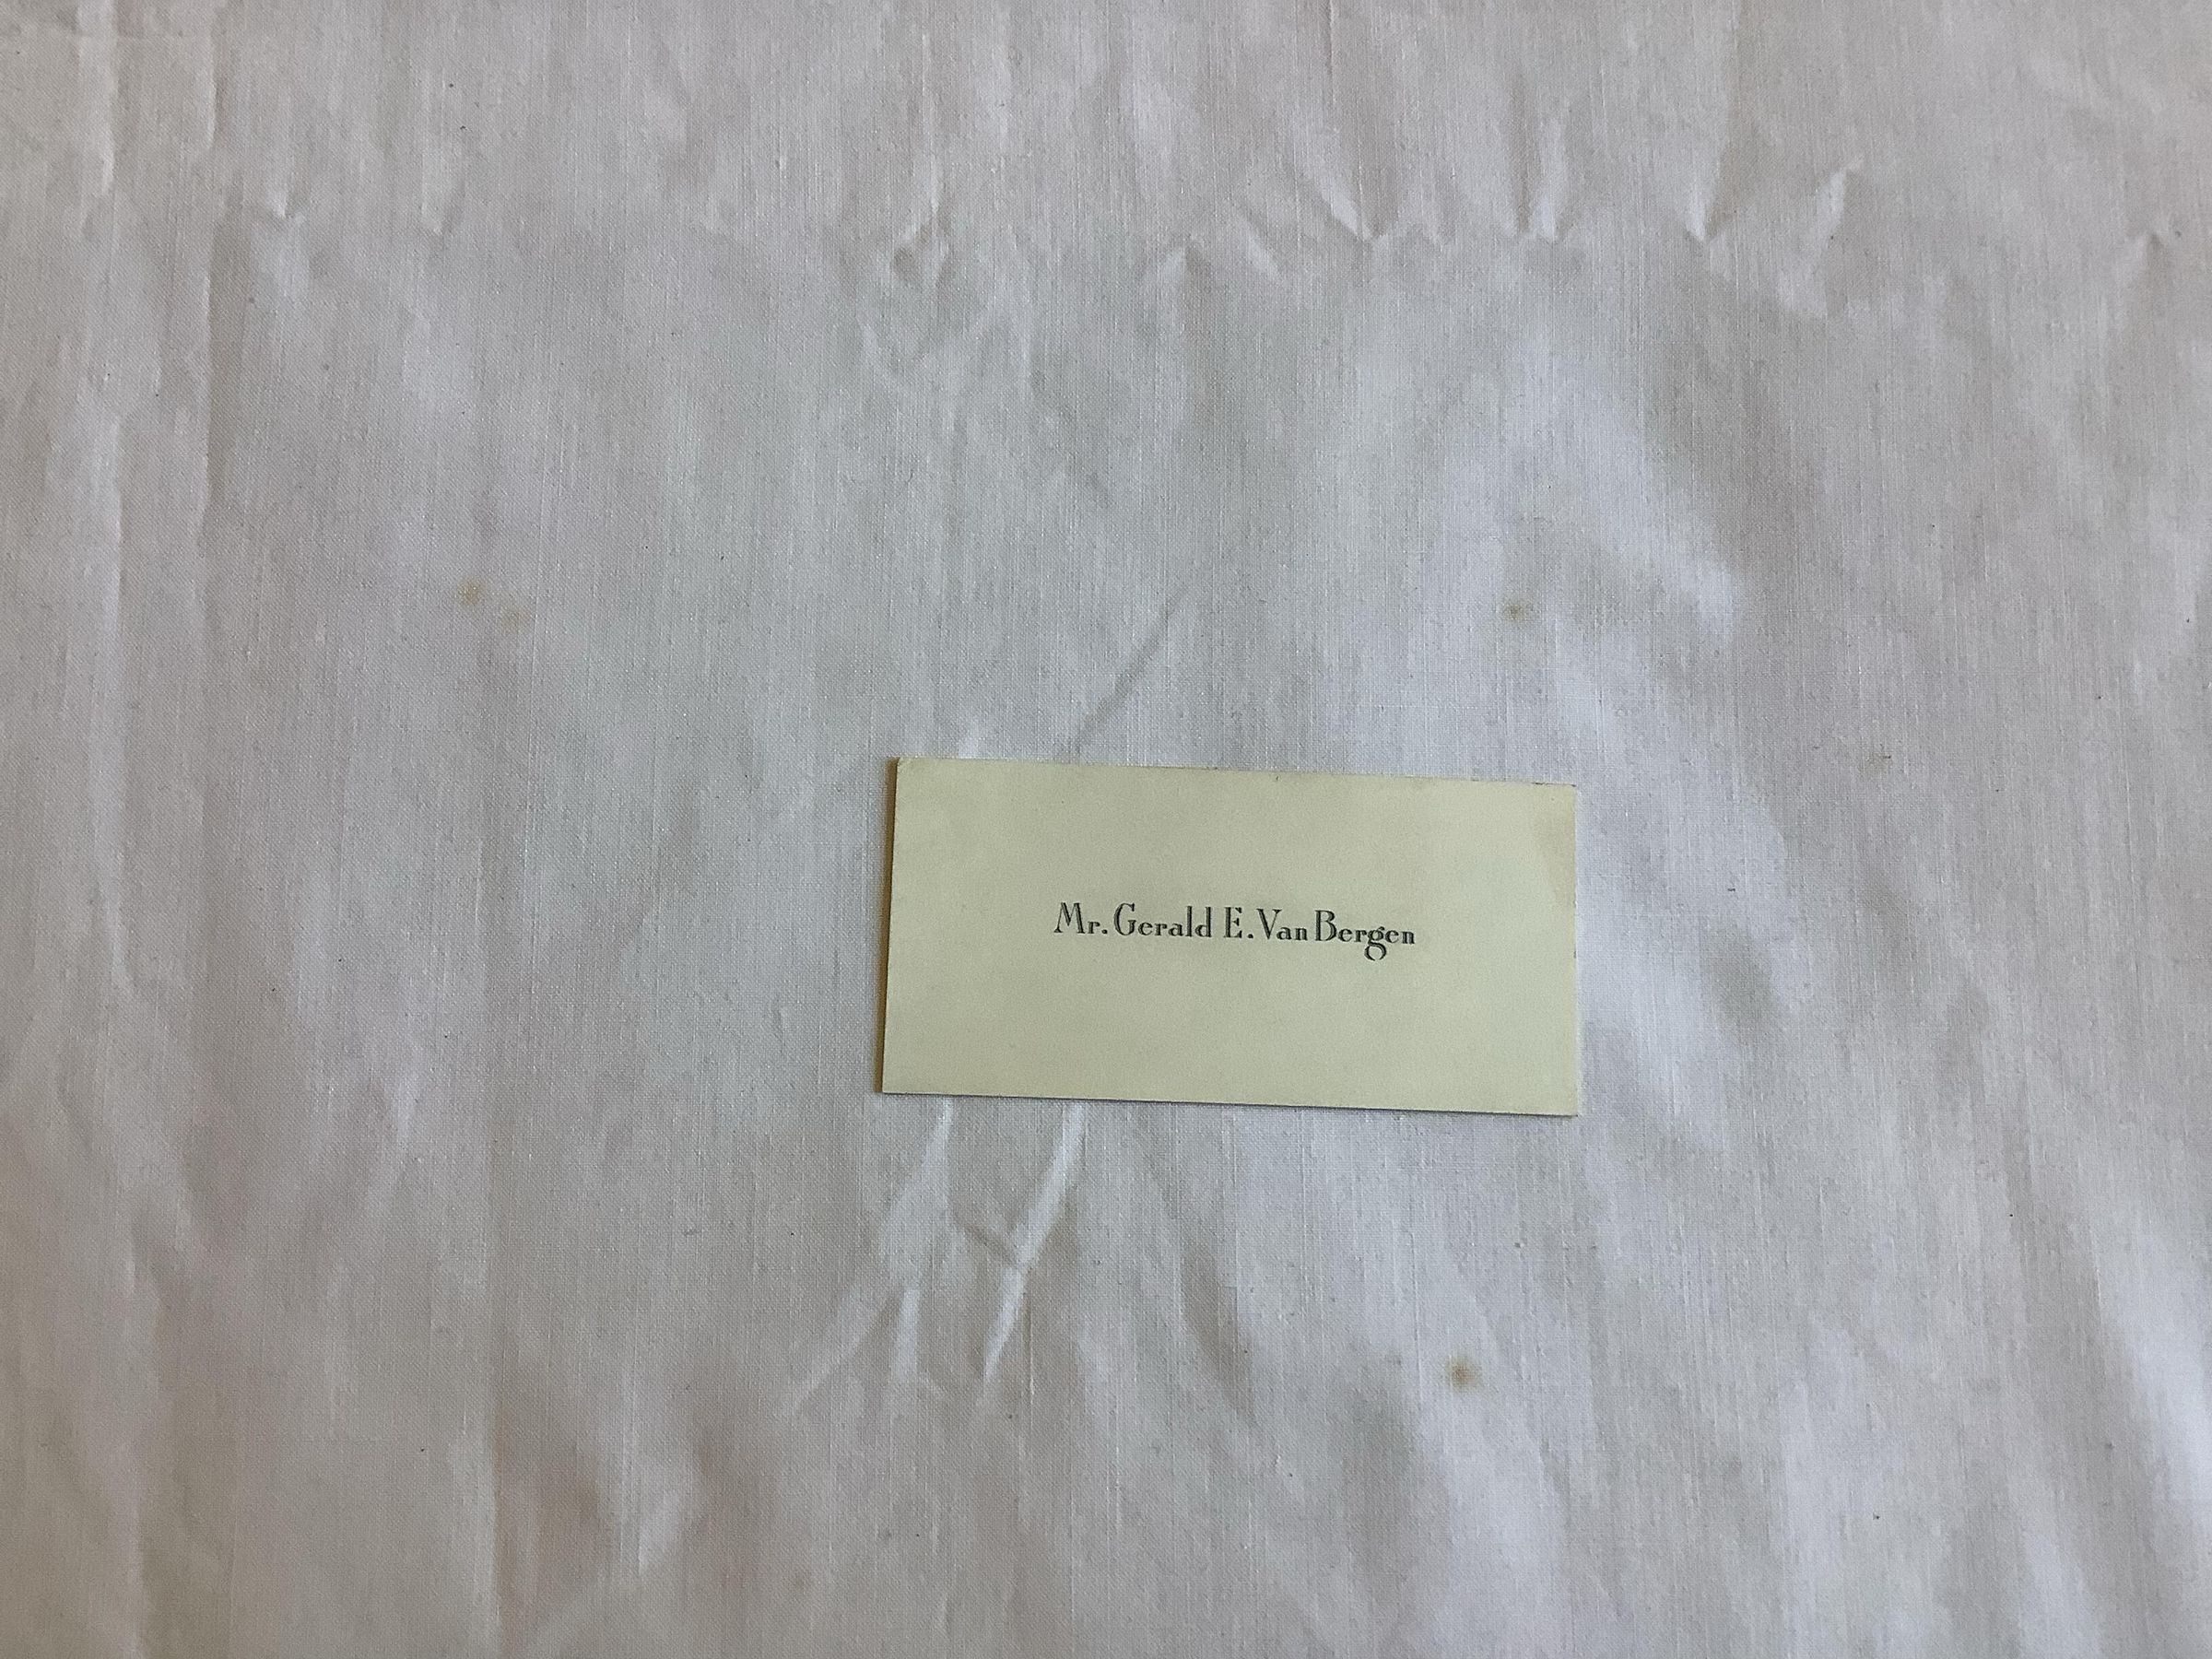 Mr. Gerald E. Van Bergen